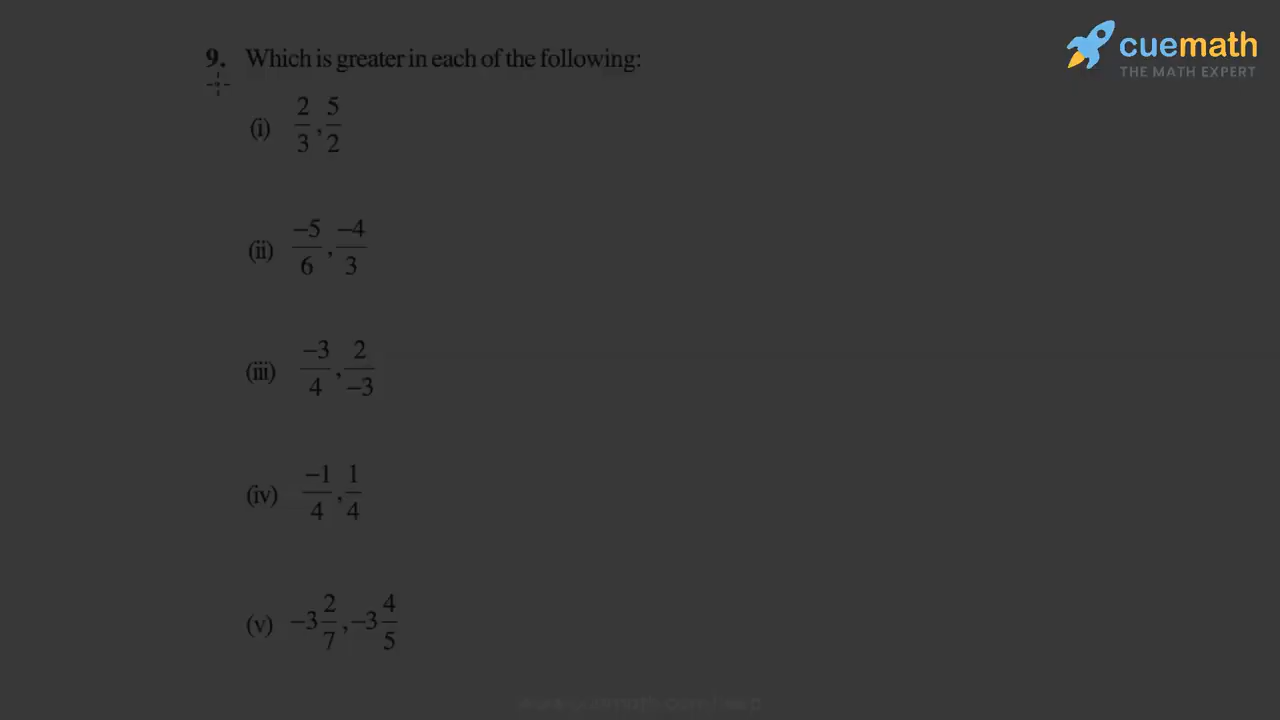 cuemath
THE MATH EXPERT
9. Which is greater in each of the following:
(i) 2/3, 5/2
(ii) −5/6, −4/3
(iii) −3/4, 2/−3
(iv) −1/4, 1/4
(v) −3 2/7, −3 4/5